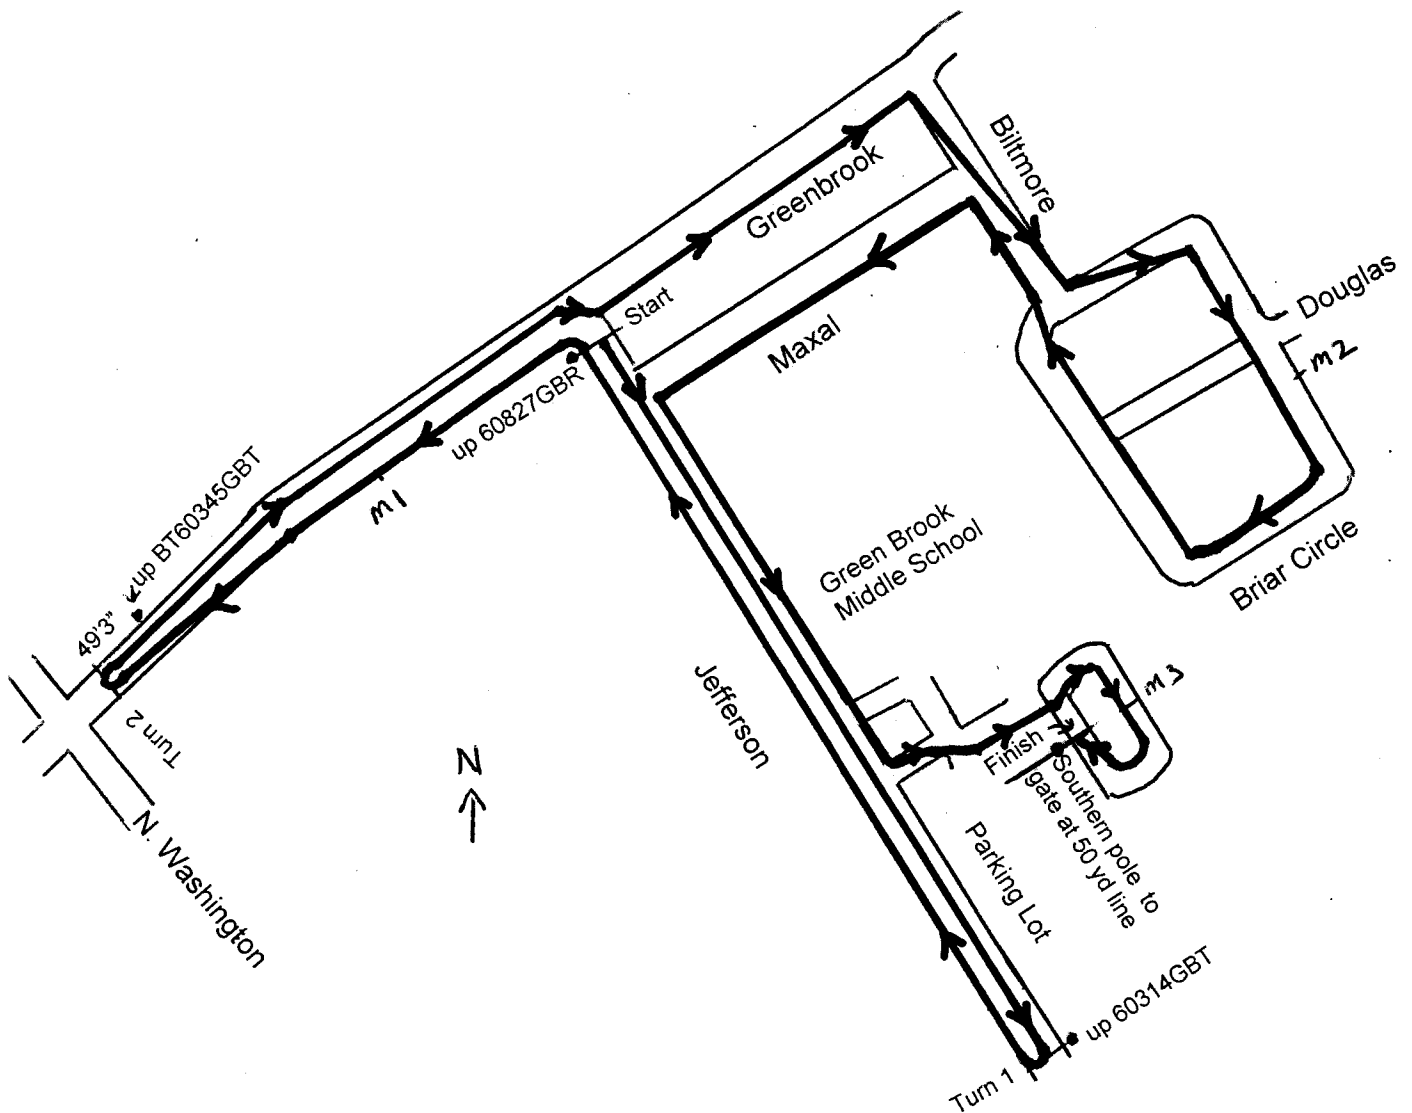 Biltmore
Greenbrook
Douglas
Start
Maxal
M2
up 60827GBR
M1
up BT60345GBT
49'3"
Green Brook
Middle School
Briar Circle
Jefferson
M3
Finish
Southern pole to
gate at 50 yd line
Turn 2
N
N. Washington
Parking Lot
up 60314GBT
Turn 1